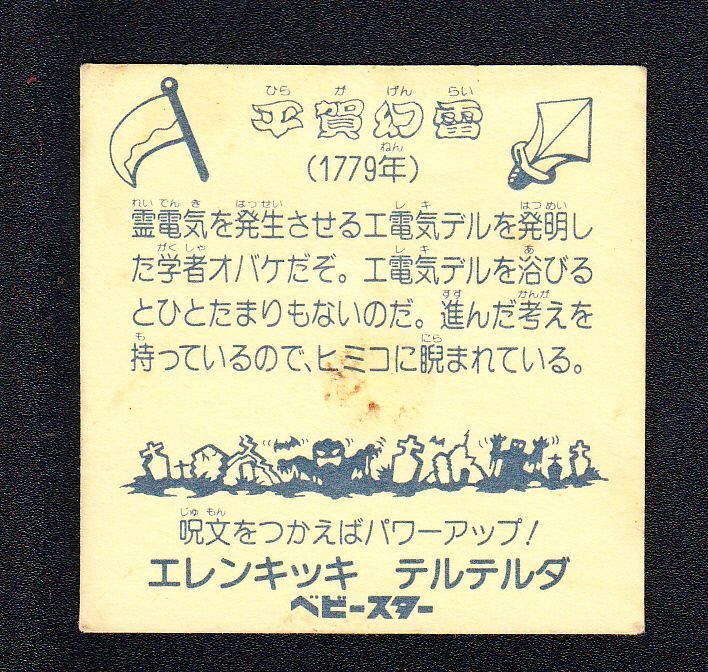 ひら が げん らい
平賀幻雷
ねん
(1779年)
れいでんき はっせい レキ はつめい
霊電気を発生させるエ電気デルを発明し
がくしゃ レキ あ
た学者オバケだぞ。エ電気デルを浴びる
すす かんが
とひとたまりもないのだ。進んだ考えを
も にら
持っているので、ヒミコに睨まれている。
じゅもん
呪文をつかえばパワーアップ!
エレンキッキ テルテルダ
ベビースター